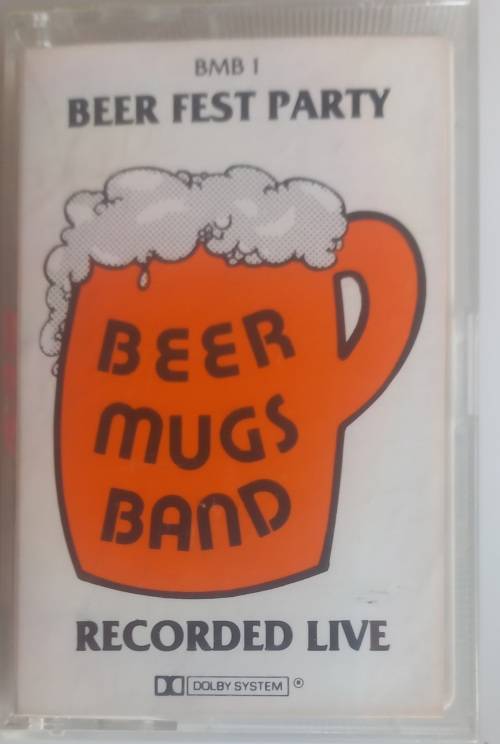 BMB 1
BEER FEST PARTY
BEER
MUGS
BAND
RECORDED LIVE
DOLBY SYSTEM ®